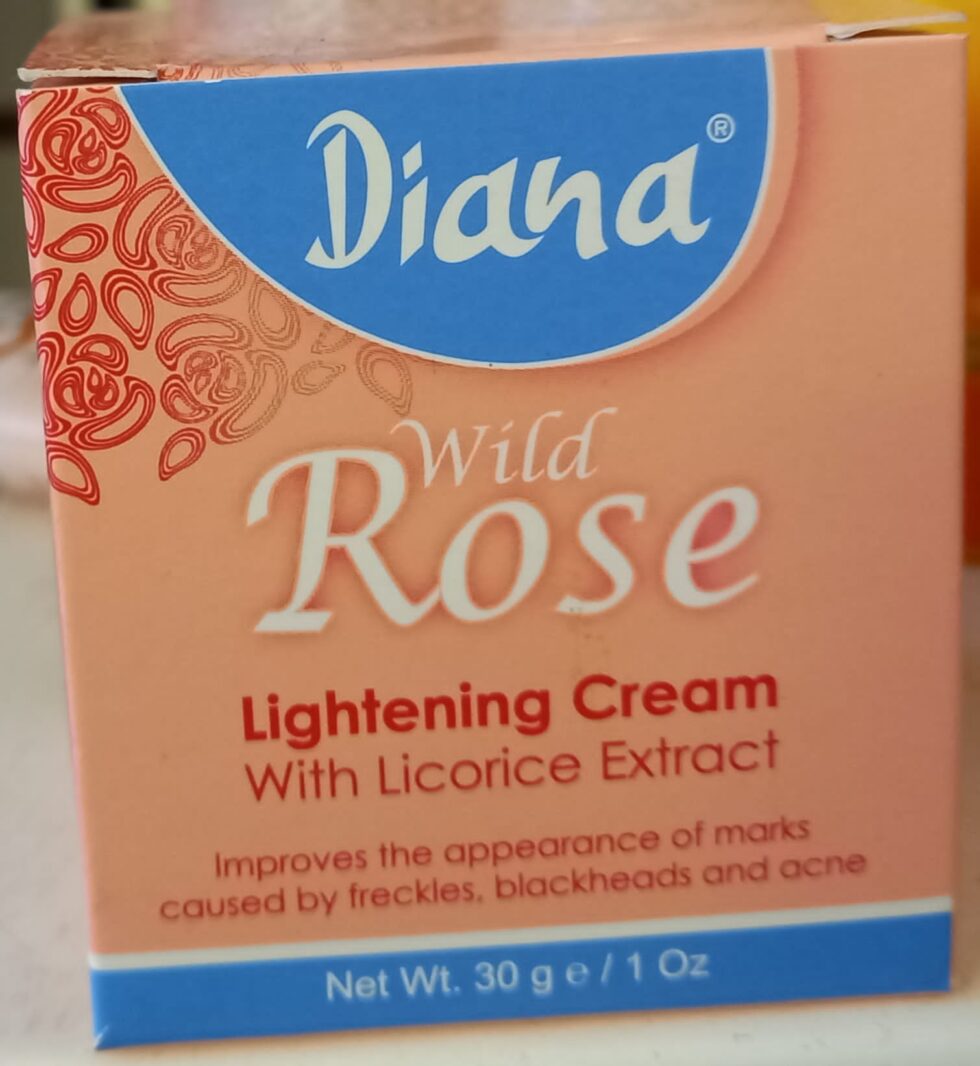 Diana®
Wild
Rose
Lightening Cream
With Licorice Extract
Improves the appearance of marks
caused by freckles, blackheads and acne
Net Wt. 30 g ℮ / 1 Oz